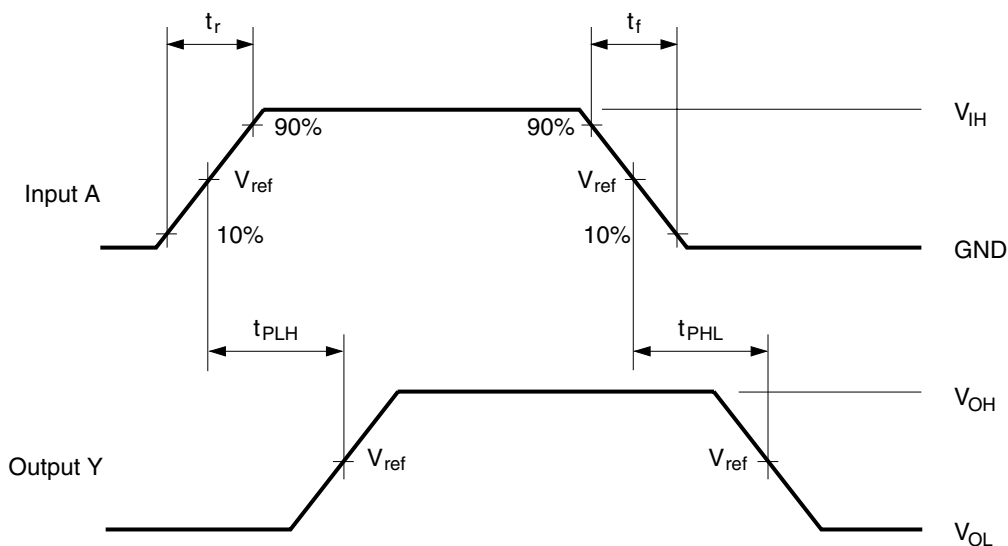 tr
tf
90%
90%
VIH
Input A
Vref
Vref
10%
10%
GND
tPLH
tPHL
VOH
Output Y
Vref
Vref
VOL